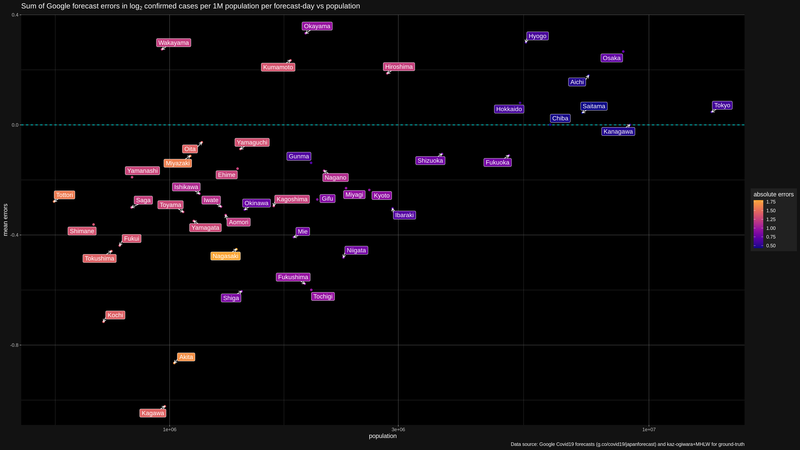 Sum of Google forecast errors in log2 confirmed cases per 1M population per forecast-day vs population
0.4
Okayama
Hyogo
Wakayama
Osaka
Kumamoto
Hiroshima
Aichi
Saitama
Tokyo
Hokkaido
Chiba
0.0
Kanagawa
Yamaguchi
Oita
Gunma
Miyazaki
Shizuoka
Fukuoka
Yamanashi
Ehime
Nagano
Ishikawa
Tottori
Miyagi
Kyoto
Saga
Iwate
Kagoshima
Gifu
Toyama
Okinawa
Ibaraki
Aomori
Yamagata
Shimane
Mie
Fukui
-0.4
Niigata
Tokushima
Nagasaki
Fukushima
Shiga
Tochigi
Kochi
-0.8
Akita
Kagawa
mean errors
absolute errors
1.75
1.50
1.25
1.00
0.75
0.50
1e+06
3e+06
1e+07
population
Data source: Google Covid19 forecasts (g.co/covid19/japanforecast) and kaz-ogiwara+MHLW for ground-truth